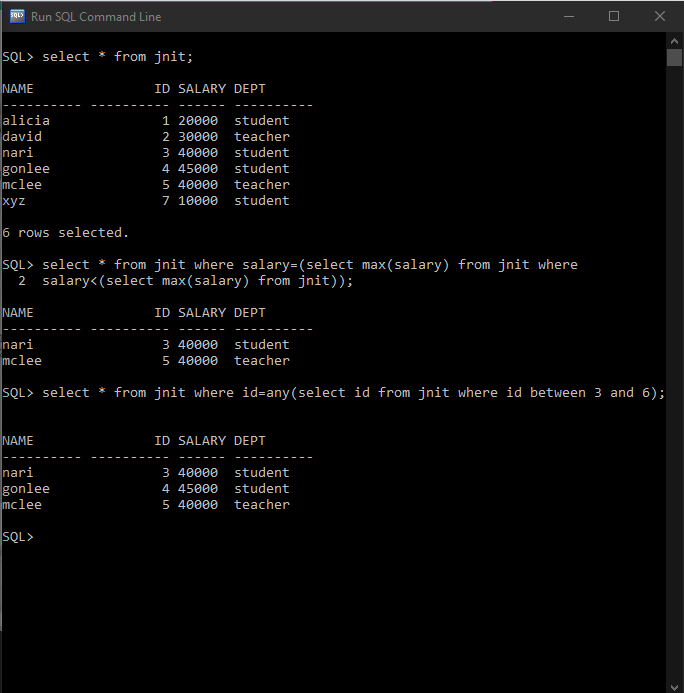 Run SQL Command Line
SQL> select * from jnit;
NAME               ID SALARY DEPT
---------- ---------- ------ ----------
alicia              1 20000  student
david               2 30000  teacher
nari                3 40000  student
gonlee              4 45000  student
mclee               5 40000  teacher
xyz                 7 10000  student
6 rows selected.
SQL> select * from jnit where salary=(select max(salary) from jnit where
  2  salary<(select max(salary) from jnit));
NAME               ID SALARY DEPT
---------- ---------- ------ ----------
nari                3 40000  student
mclee               5 40000  teacher
SQL> select * from jnit where id=any(select id from jnit where id between 3 and 6);
NAME               ID SALARY DEPT
---------- ---------- ------ ----------
nari                3 40000  student
gonlee              4 45000  student
mclee               5 40000  teacher
SQL>